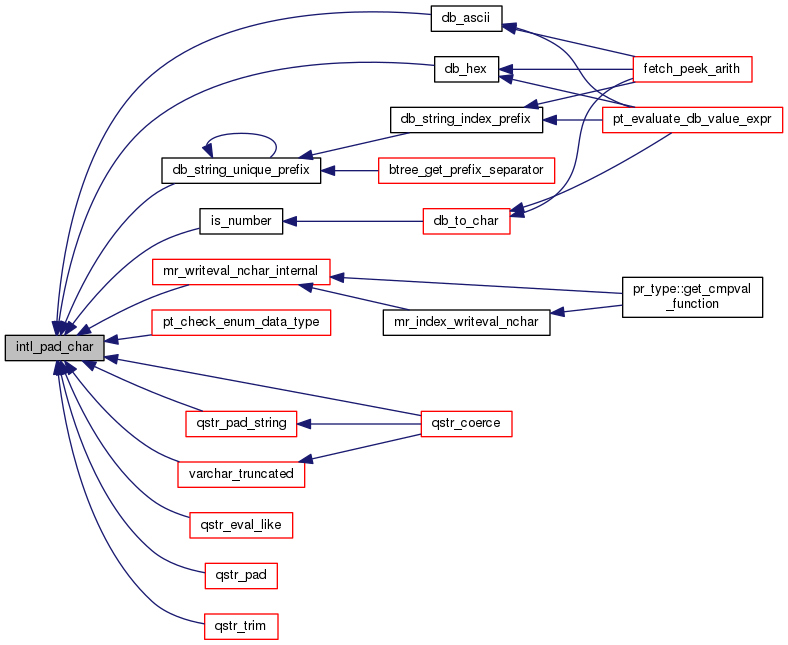 db_ascii
db_hex
fetch_peek_arith
db_string_index_prefix
pt_evaluate_db_value_expr
db_string_unique_prefix
btree_get_prefix_separator
is_number
db_to_char
mr_writeval_nchar_internal
pr_type::get_cmpval
_function
pt_check_enum_data_type
mr_index_writeval_nchar
intl_pad_char
qstr_pad_string
qstr_coerce
varchar_truncated
qstr_eval_like
qstr_pad
qstr_trim